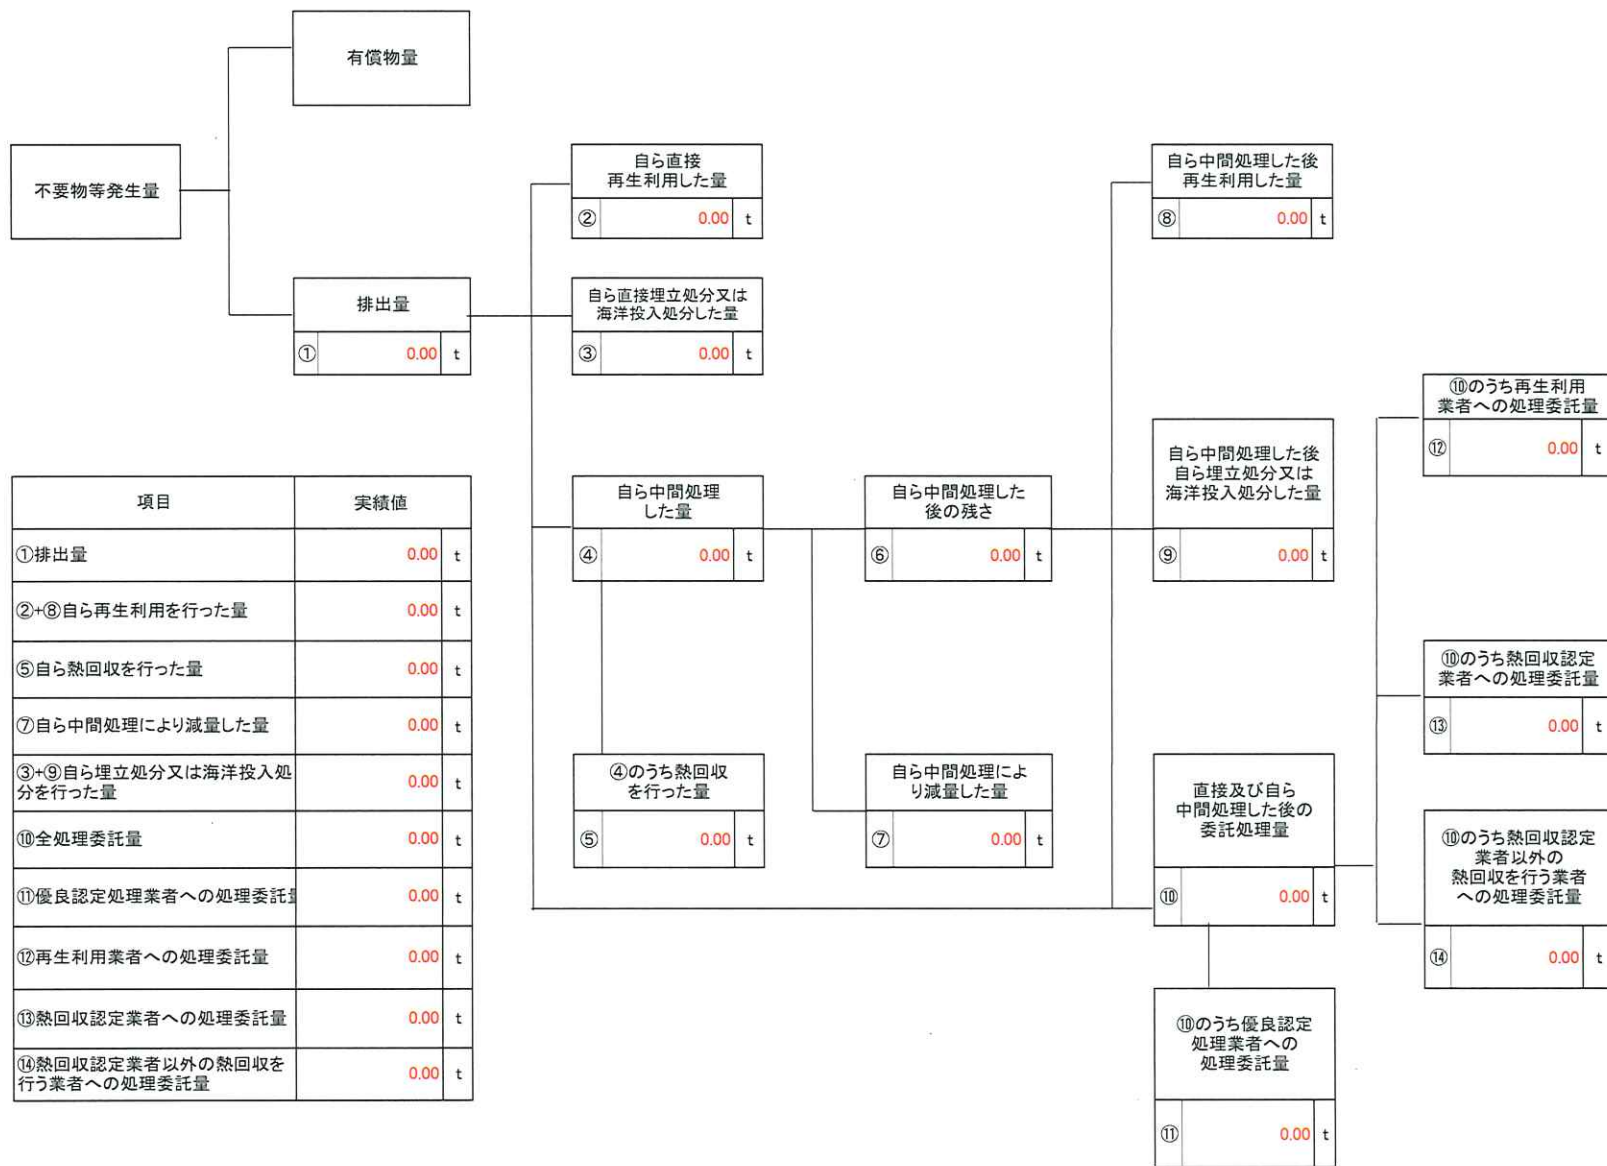 有償物量
不要物等発生量
排出量
① 0.00 t
自ら直接
再生利用した量
② 0.00 t
自ら直接埋立処分又は
海洋投入処分した量
③ 0.00 t
自ら中間処理した後
再生利用した量
⑧ 0.00 t
自ら中間処理
した量
④ 0.00 t
自ら中間処理した
後の残さ
⑥ 0.00 t
自ら中間処理した後
自ら埋立処分又は
海洋投入処分した量
⑨ 0.00 t
④のうち熱回収
を行った量
⑤ 0.00 t
自ら中間処理によ
り減量した量
⑦ 0.00 t
直接及び自ら
中間処理した後の
委託処理量
⑩ 0.00 t
⑩のうち優良認定
処理業者への
処理委託量
⑪ 0.00 t
⑩のうち再生利用
業者への処理委託量
⑫ 0.00 t
⑩のうち熱回収認定
業者への処理委託量
⑬ 0.00 t
⑩のうち熱回収認定
業者以外の
熱回収を行う業者
への処理委託量
⑭ 0.00 t
項目 実績値
①排出量 0.00 t
②+⑧自ら再生利用を行った量 0.00 t
⑤自ら熱回収を行った量 0.00 t
⑦自ら中間処理により減量した量 0.00 t
③+⑨自ら埋立処分又は海洋投入処
分を行った量 0.00 t
⑩全処理委託量 0.00 t
⑪優良認定処理業者への処理委託量 0.00 t
⑫再生利用業者への処理委託量 0.00 t
⑬熱回収認定業者への処理委託量 0.00 t
⑭熱回収認定業者以外の熱回収を
行う業者への処理委託量 0.00 t